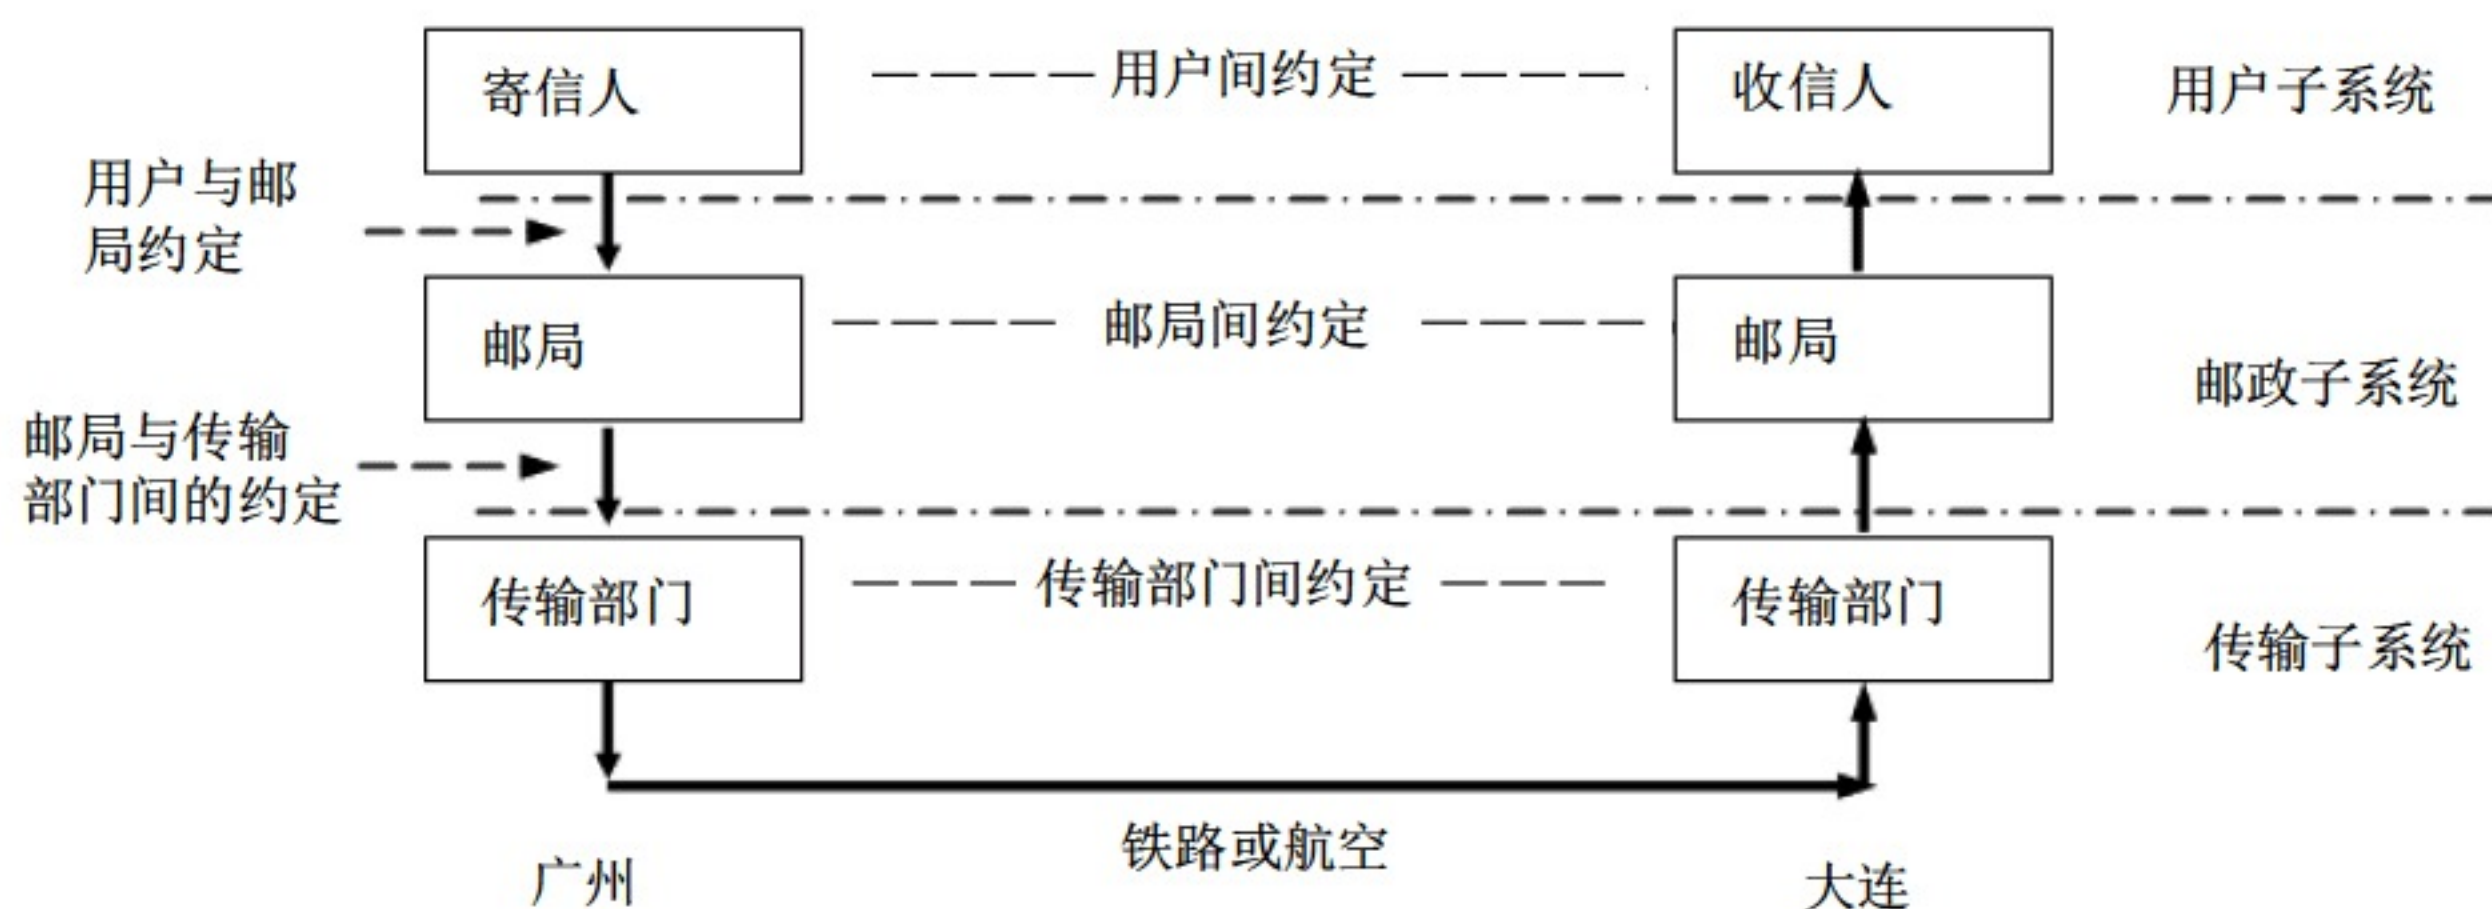 寄信人
用户间约定
收信人
用户子系统
用户与邮
局约定
邮局
邮局间约定
邮局
邮政子系统
邮局与传输
部门间的约定
传输部门
传输部门间约定
传输部门
传输子系统
铁路或航空
广州
大连